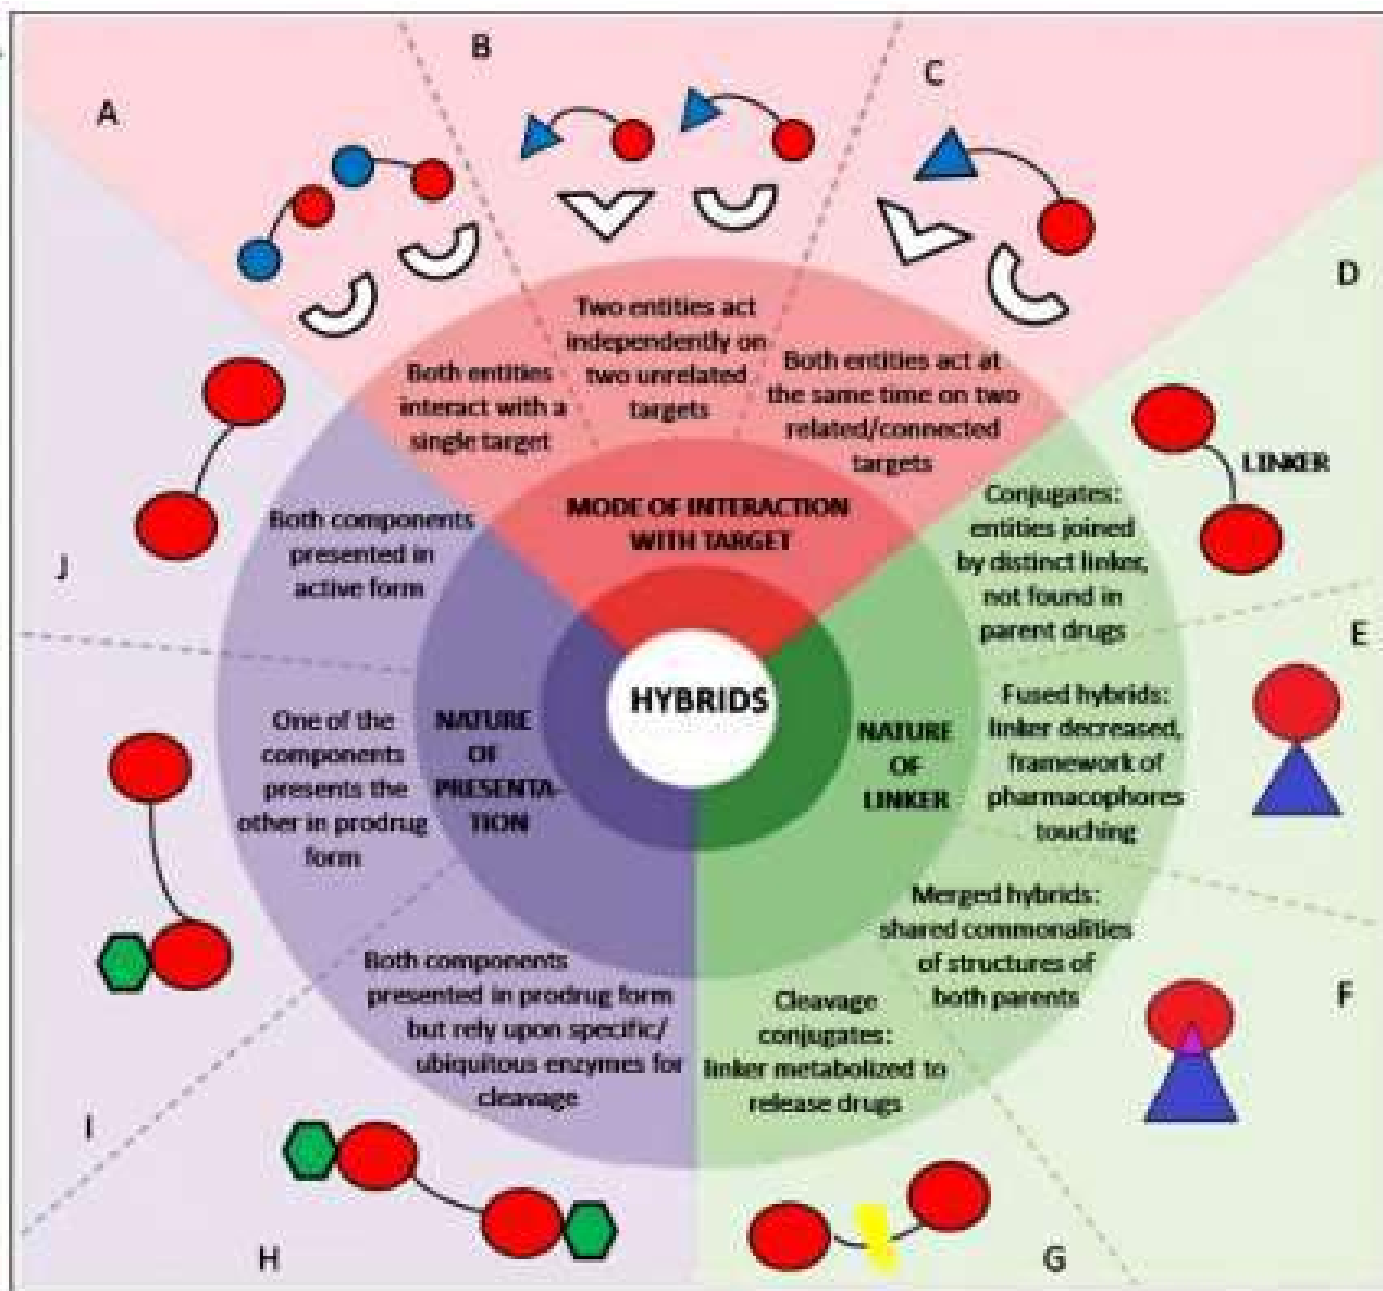 A
B
C
D
E
F
G
H
I
J
Both entities
interact with a
single target
Two entities act
independently on
two unrelated
targets
Both entities act at
the same time on two
related/connected
targets
MODE OF INTERACTION
WITH TARGET
LINKER
Conjugates:
entities joined
by distinct linker,
not found in
parent drugs
Fused hybrids:
linker decreased,
framework of
pharmacophores
touching
Merged hybrids:
shared commonalities
of structures of
both parents
Cleavage
conjugates:
linker metabolized to
release drugs
NATURE
OF
LINKER
HYBRIDS
NATURE
OF
PRESENTA-
TION
Both components
presented in prodrug form
but rely upon specific/
ubiquitous enzymes for
cleavage
One of the
components
presents the
other in prodrug
form
Both components
presented in
active form